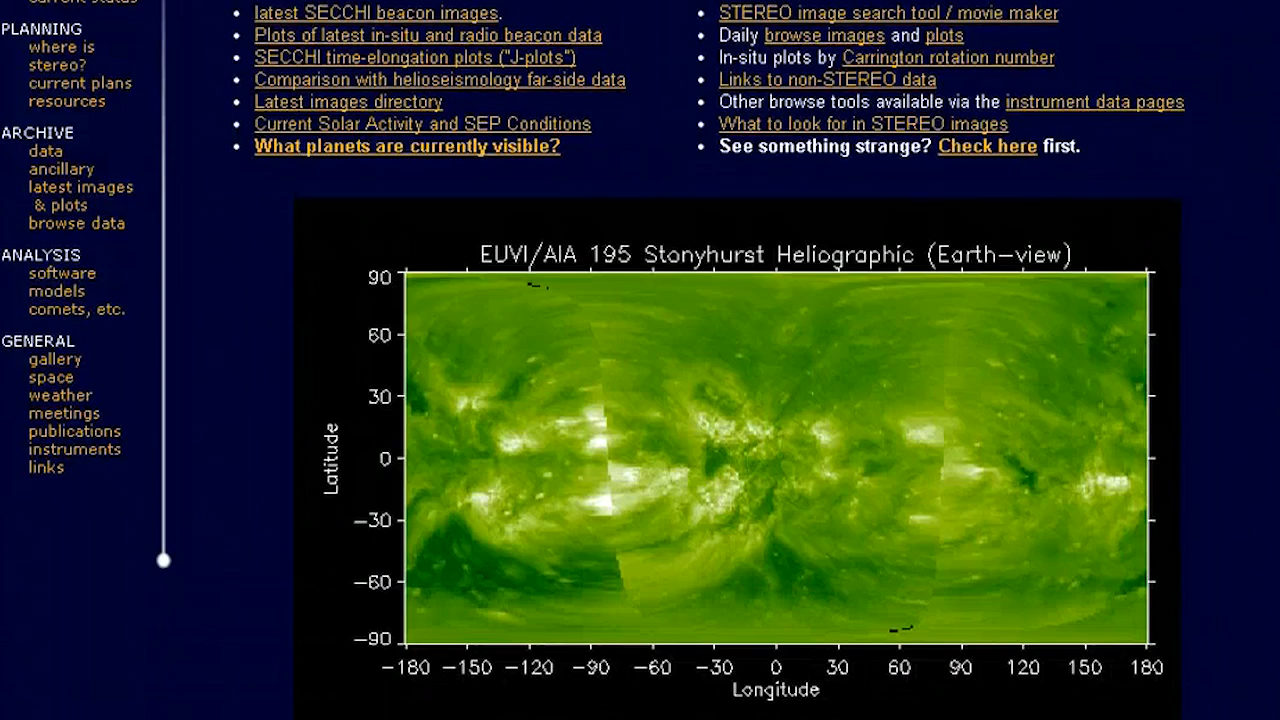 current status
PLANNING
where is
stereo?
current plans
resources
ARCHIVE
data
ancillary
latest images
& plots
browse data
ANALYSIS
software
models
comets, etc.
GENERAL
gallery
space
weather
meetings
publications
instruments
links
latest SECCHI beacon images.
Plots of latest in-situ and radio beacon data
SECCHI time-elongation plots ("J-plots")
Comparison with helioseismology far-side data
Latest images directory
Current Solar Activity and SEP Conditions
What planets are currently visible?
STEREO image search tool / movie maker
Daily browse images and plots
In-situ plots by Carrington rotation number
Links to non-STEREO data
Other browse tools available via the instrument data pages
What to look for in STEREO images
See something strange? Check here first.
EUVI/AIA 195 Stonyhurst Heliographic (Earth-view)
90
60
30
0
-30
-60
-90
Latitude
-180 -150 -120 -90 -60 -30 0 30 60 90 120 150 180
Longitude